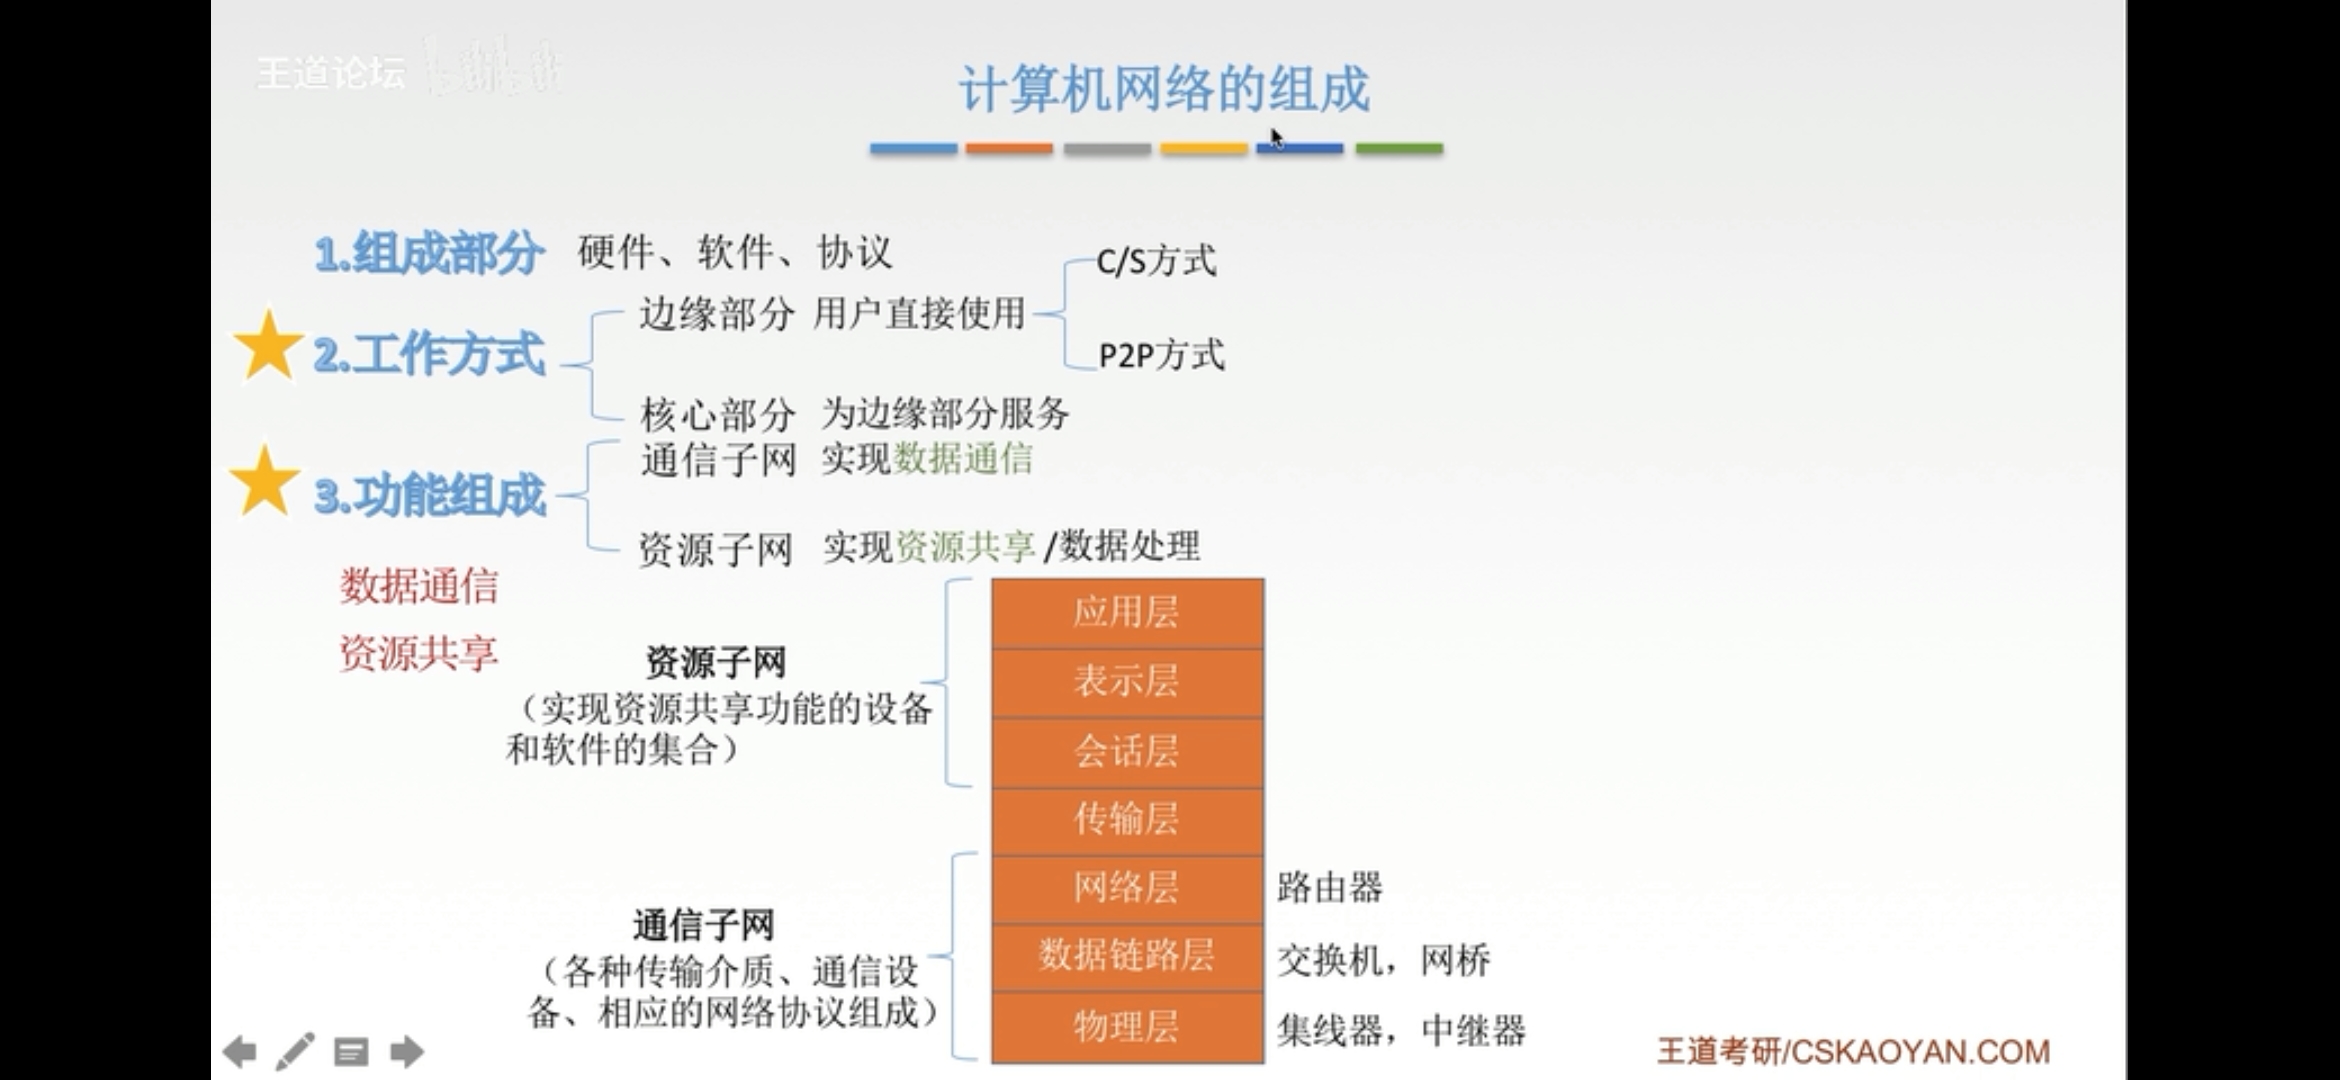 王道论坛 bilibili
计算机网络的组成
1.组成部分 硬件、软件、协议
C/S方式
边缘部分 用户直接使用
2.工作方式
P2P方式
核心部分 为边缘部分服务
通信子网 实现数据通信
3.功能组成
资源子网 实现资源共享/数据处理
数据通信
资源共享
资源子网
（实现资源共享功能的设备
和软件的集合）
应用层
表示层
会话层
传输层
网络层 路由器
通信子网
（各种传输介质、通信设
备、相应的网络协议组成）
数据链路层 交换机，网桥
物理层 集线器，中继器
王道考研/CSKAOYAN.COM